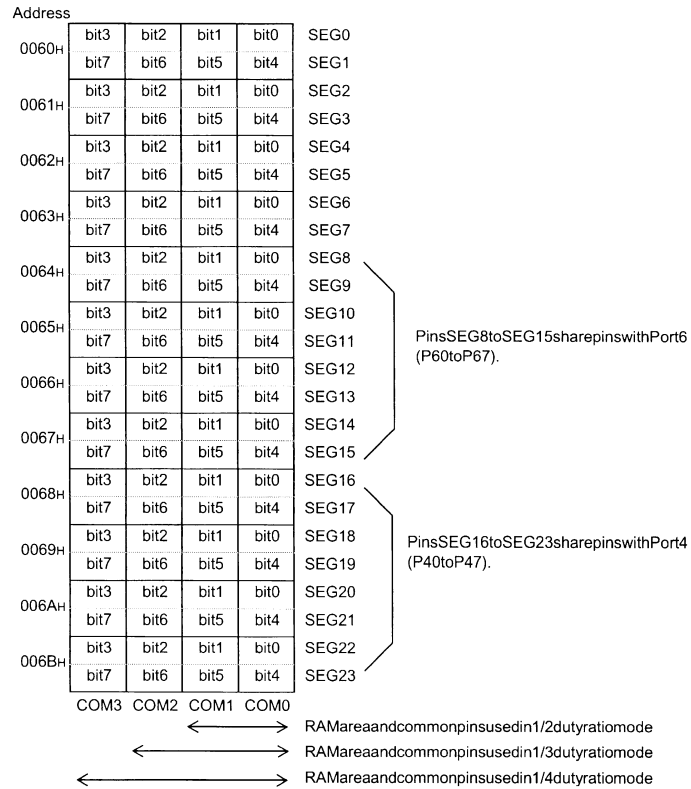 Address
0060H bit3 bit2 bit1 bit0 SEG0
bit7 bit6 bit5 bit4 SEG1
0061H bit3 bit2 bit1 bit0 SEG2
bit7 bit6 bit5 bit4 SEG3
0062H bit3 bit2 bit1 bit0 SEG4
bit7 bit6 bit5 bit4 SEG5
0063H bit3 bit2 bit1 bit0 SEG6
bit7 bit6 bit5 bit4 SEG7
0064H bit3 bit2 bit1 bit0 SEG8
bit7 bit6 bit5 bit4 SEG9
0065H bit3 bit2 bit1 bit0 SEG10
bit7 bit6 bit5 bit4 SEG11
0066H bit3 bit2 bit1 bit0 SEG12
bit7 bit6 bit5 bit4 SEG13
0067H bit3 bit2 bit1 bit0 SEG14
bit7 bit6 bit5 bit4 SEG15
PinsSEG8toSEG15sharepinswithPort6
(P60toP67).
0068H bit3 bit2 bit1 bit0 SEG16
bit7 bit6 bit5 bit4 SEG17
0069H bit3 bit2 bit1 bit0 SEG18
bit7 bit6 bit5 bit4 SEG19
006AH bit3 bit2 bit1 bit0 SEG20
bit7 bit6 bit5 bit4 SEG21
006BH bit3 bit2 bit1 bit0 SEG22
bit7 bit6 bit5 bit4 SEG23
PinsSEG16toSEG23sharepinswithPort4
(P40toP47).
COM3 COM2 COM1 COM0
RAMareaandcommonpinsusedin1/2dutyratiomode
RAMareaandcommonpinsusedin1/3dutyratiomode
RAMareaandcommonpinsusedin1/4dutyratiomode